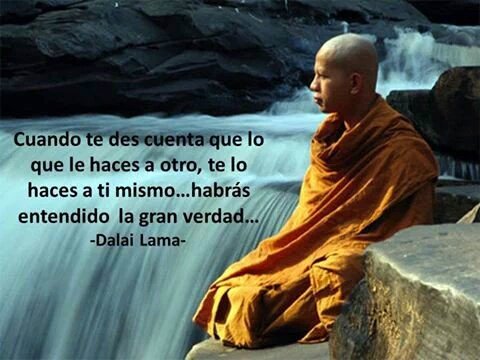 Cuando te des cuenta que lo
que le haces a otro, te lo
haces a ti mismo…habrás
entendido  la gran verdad…
-Dalai Lama-